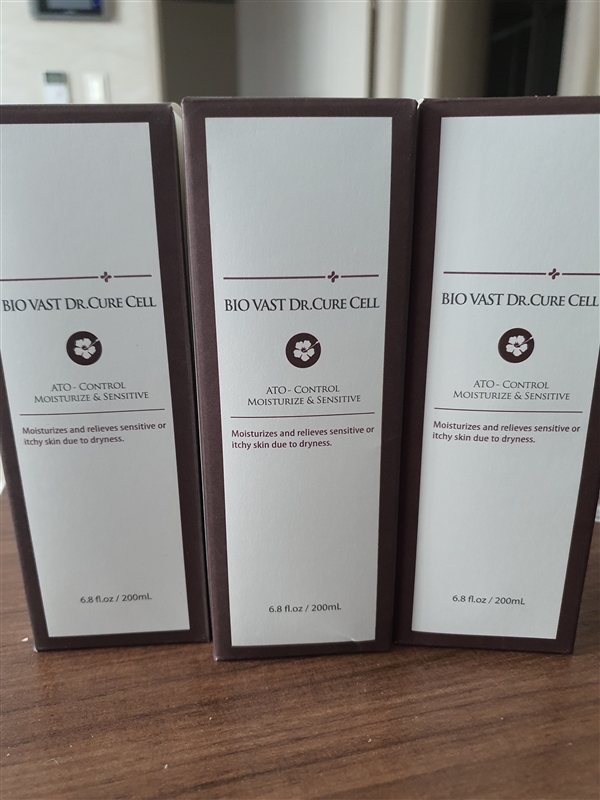 BIO VAST DR.CURE CELL
ATO - CONTROL
MOISTURIZE & SENSITIVE
Moisturizes and relieves sensitive or
itchy skin due to dryness.
6.8 fl.oz / 200mL
BIO VAST DR.CURE CELL
ATO - CONTROL
MOISTURIZE & SENSITIVE
Moisturizes and relieves sensitive or
itchy skin due to dryness.
6.8 fl.oz / 200mL
BIO VAST DR.CURE CELL
ATO - CONTROL
MOISTURIZE & SENSITIVE
Moisturizes and relieves sensitive or
itchy skin due to dryness.
6.8 fl.oz / 200mL